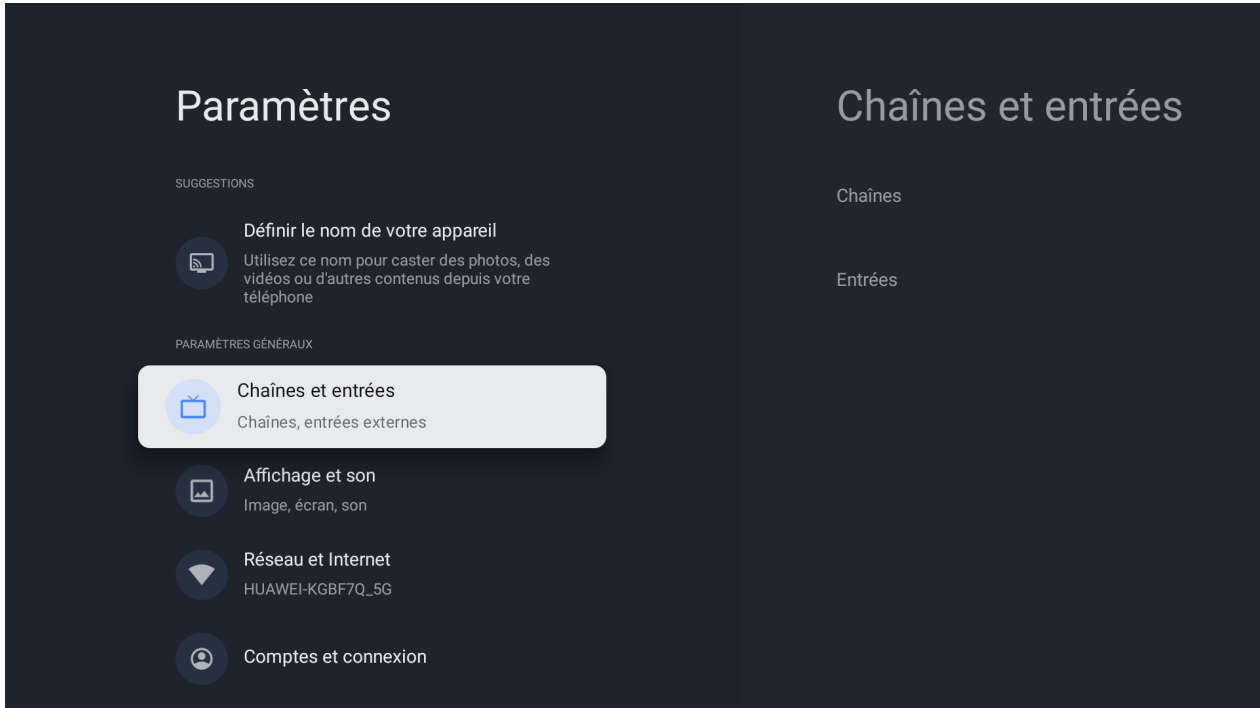 Paramètres
SUGGESTIONS
Définir le nom de votre appareil
Utilisez ce nom pour caster des photos, des
vidéos ou d'autres contenus depuis votre
téléphone
PARAMÈTRES GÉNÉRAUX
Chaînes et entrées
Chaînes, entrées externes
Affichage et son
Image, écran, son
Réseau et Internet
HUAWEI-KGBF7Q_5G
Comptes et connexion
Chaînes et entrées
Chaînes
Entrées